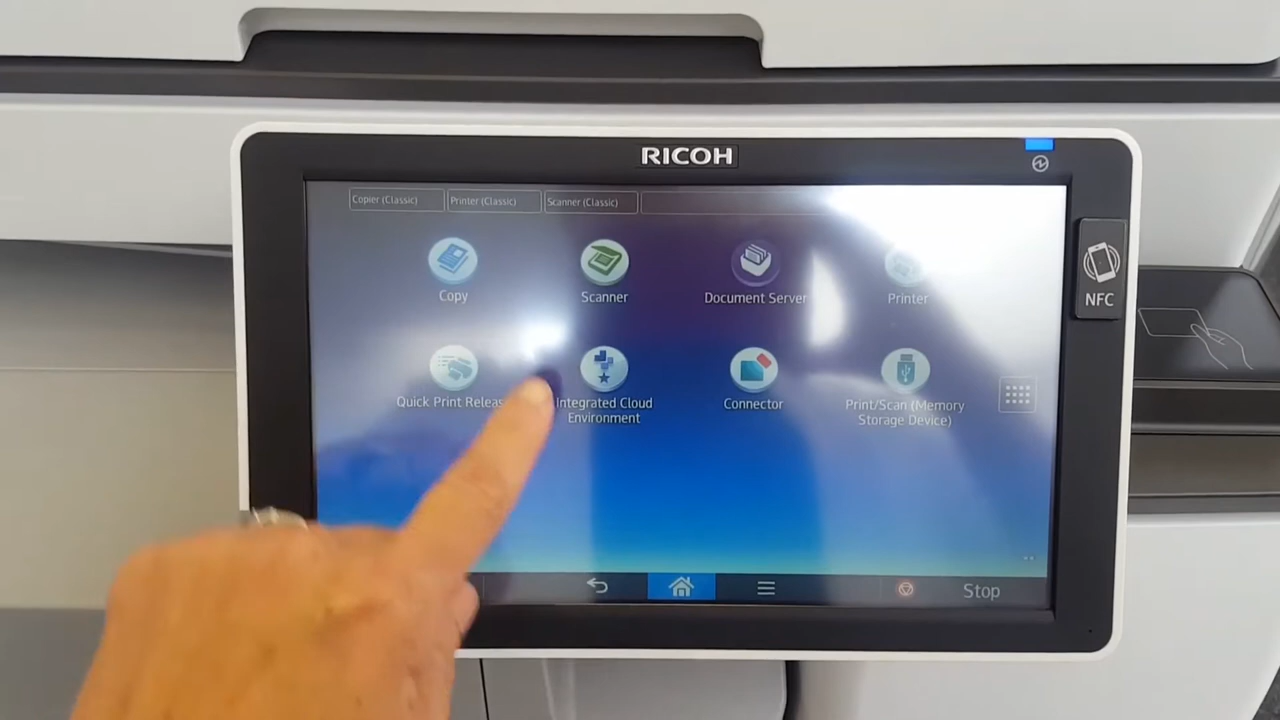 RICOH
Copier (Classic)
Printer (Classic)
Scanner (Classic)
Copy
Scanner
Document Server
Printer
NFC
Quick Print
Integrated Cloud
Environment
Connector
Print/Scan (Memory
Storage Device)
Stop